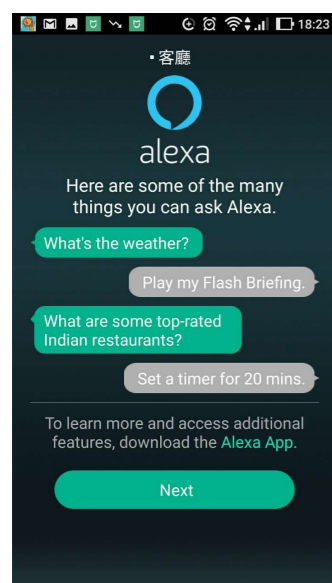 18:23
▪ 客廳
alexa
Here are some of the many
things you can ask Alexa.
What's the weather?
Play my Flash Briefing.
What are some top-rated
Indian restaurants?
Set a timer for 20 mins.
To learn more and access additional
features, download the Alexa App.
Next